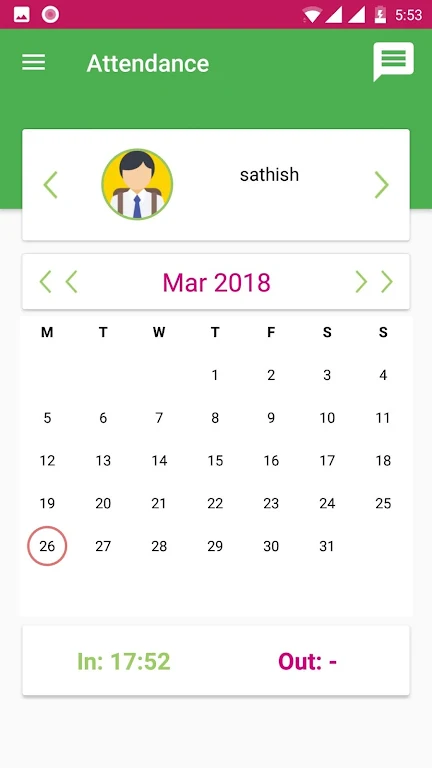 5:53
Attendance
sathish
Mar 2018
M T W T F S S
1 2 3 4
5 6 7 8 9 10 11
12 13 14 15 16 17 18
19 20 21 22 23 24 25
26 27 28 29 30 31
In: 17:52 Out: -